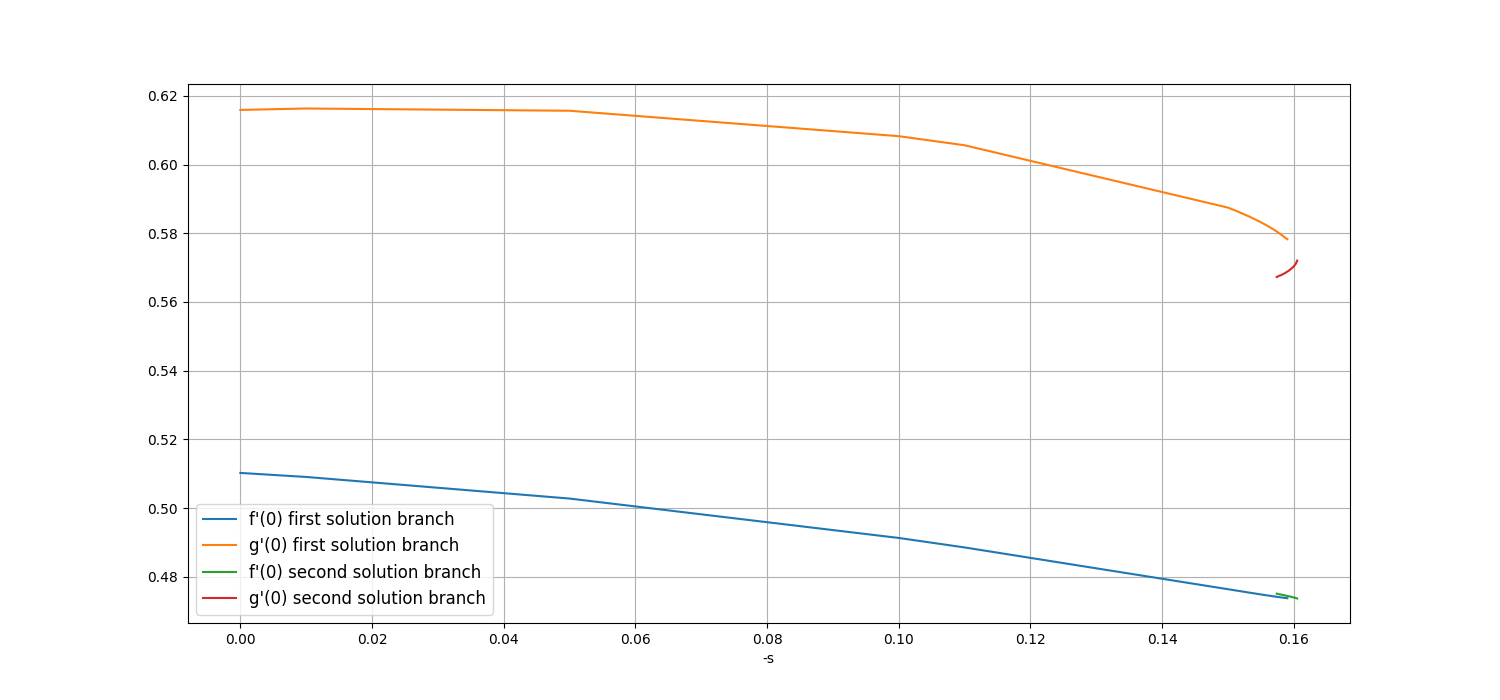 0.62
0.60
0.58
0.56
0.54
0.52
0.50
0.48
f'(0) first solution branch
g'(0) first solution branch
f'(0) second solution branch
g'(0) second solution branch
0.00 0.02 0.04 0.06 0.08 0.10 0.12 0.14 0.16
-s